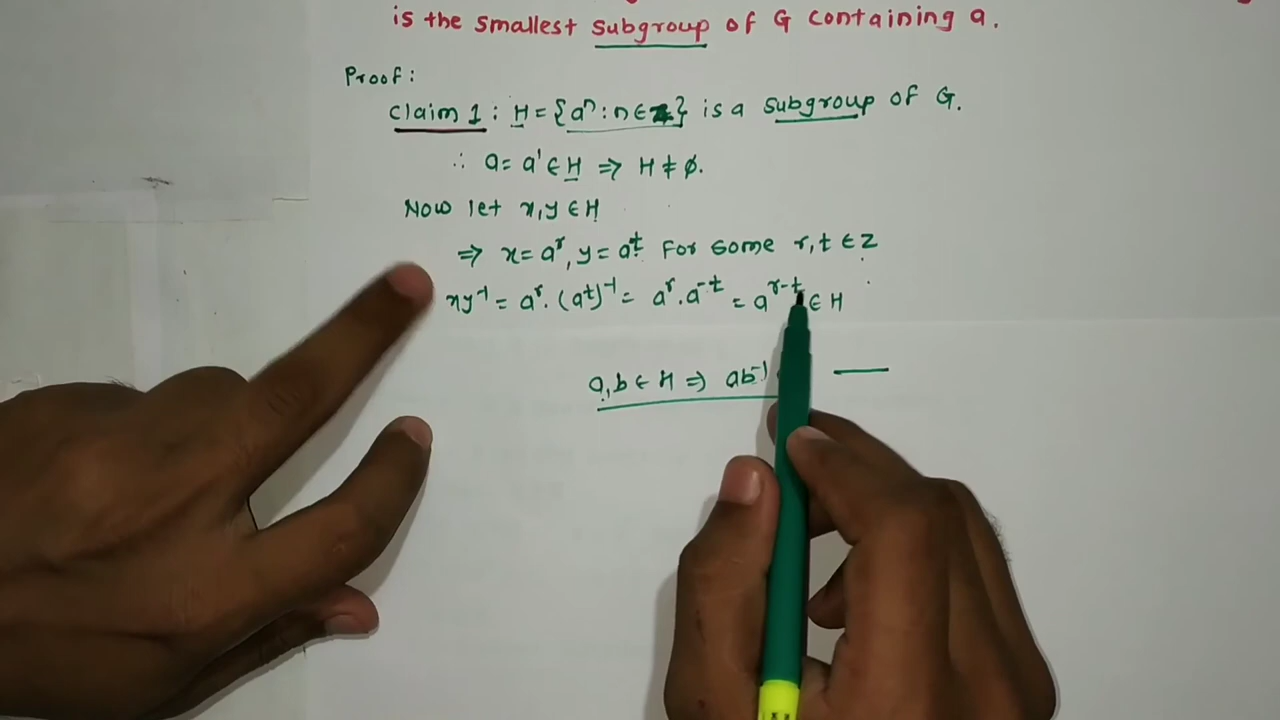 is the smallest subgroup of G containing a.
Proof:
Claim 1: H = {aⁿ : n ∈ Z} is a subgroup of G.
∴ a = a¹ ∈ H ⇒ H ≠ ϕ.
Now let x, y ∈ H
⇒ x = aʳ, y = aᵗ For some r, t ∈ Z
xy⁻¹ = aʳ. (aᵗ)⁻¹ = aʳ. a⁻ᵗ = aʳ⁻ᵗ ∈ H
a, b ∈ H ⇒ ab⁻¹